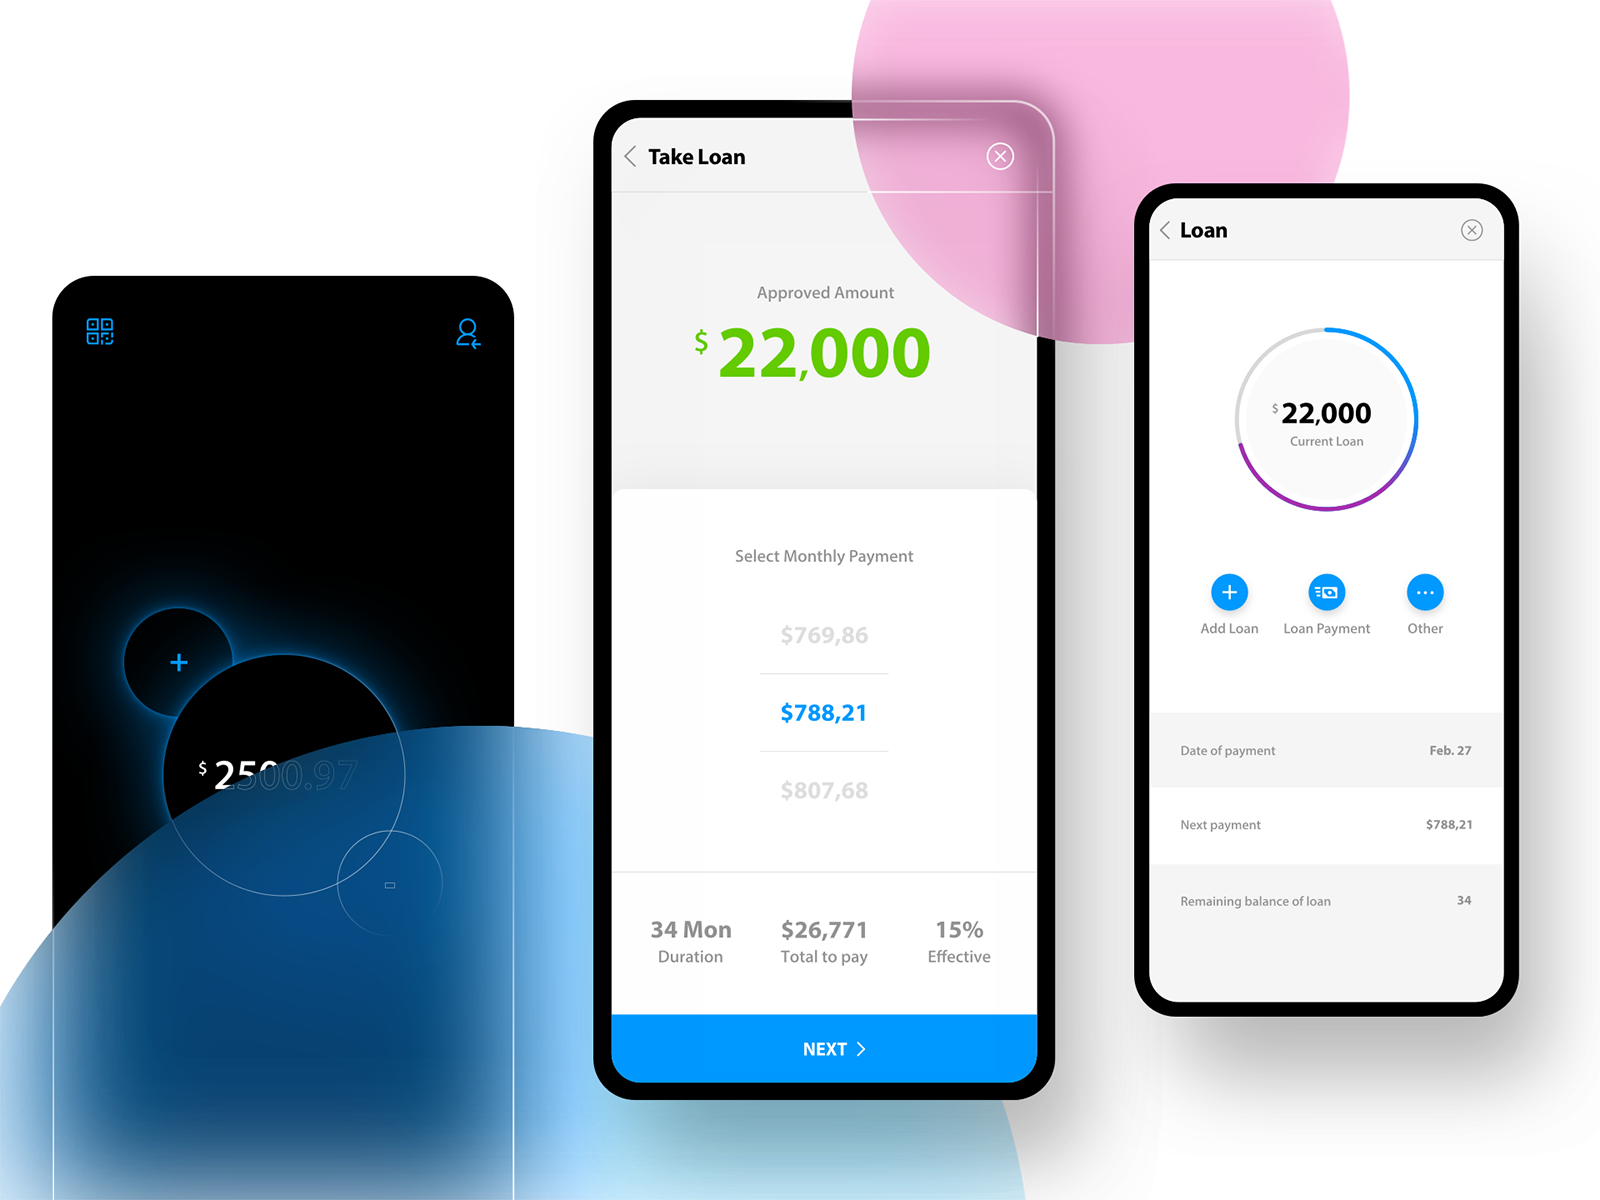 $ 2500.97
Take Loan
Approved Amount
$ 22,000
Select Monthly Payment
$769,86
$788,21
$807,68
34 Mon
Duration
$26,771
Total to pay
15%
Effective
NEXT
Loan
$ 22,000
Current Loan
Add Loan
Loan Payment
Other
Date of payment Feb. 27
Next payment $788,21
Remaining balance of loan 34